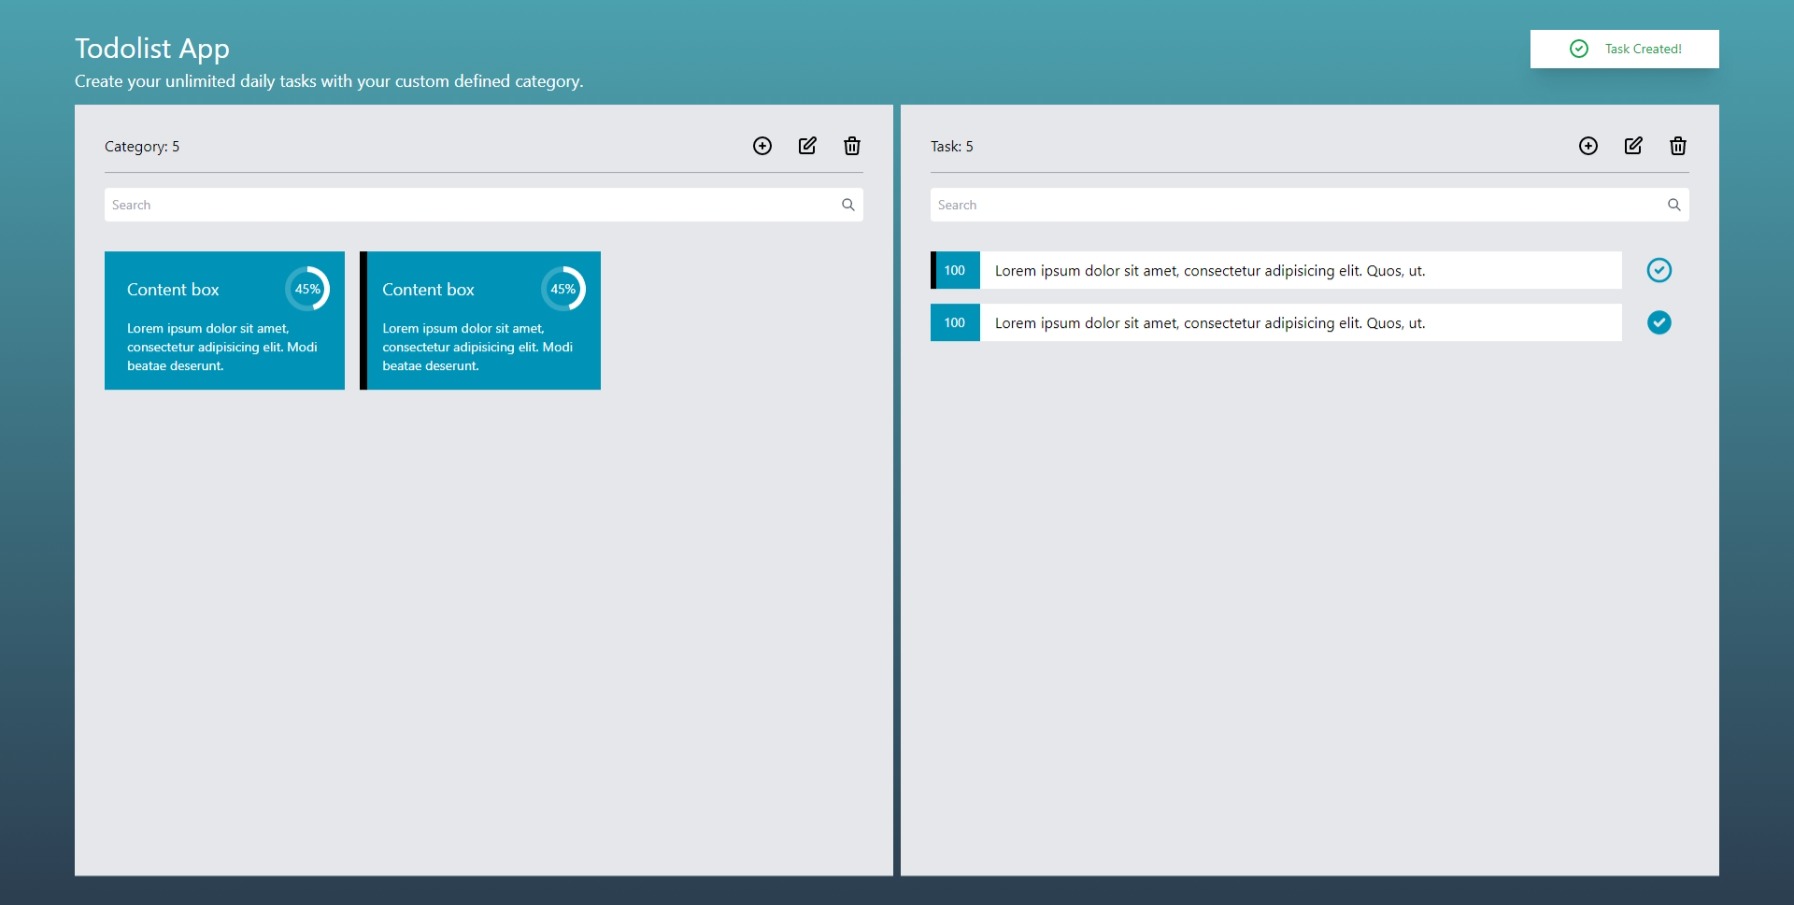 Todolist App
Create your unlimited daily tasks with your custom defined category.
Task Created!
Category: 5
Search
Content box
45%
Lorem ipsum dolor sit amet,
consectetur adipisicing elit. Modi
beatae deserunt.
Content box
45%
Lorem ipsum dolor sit amet,
consectetur adipisicing elit. Modi
beatae deserunt.
Task: 5
Search
100 Lorem ipsum dolor sit amet, consectetur adipisicing elit. Quos, ut.
100 Lorem ipsum dolor sit amet, consectetur adipisicing elit. Quos, ut.